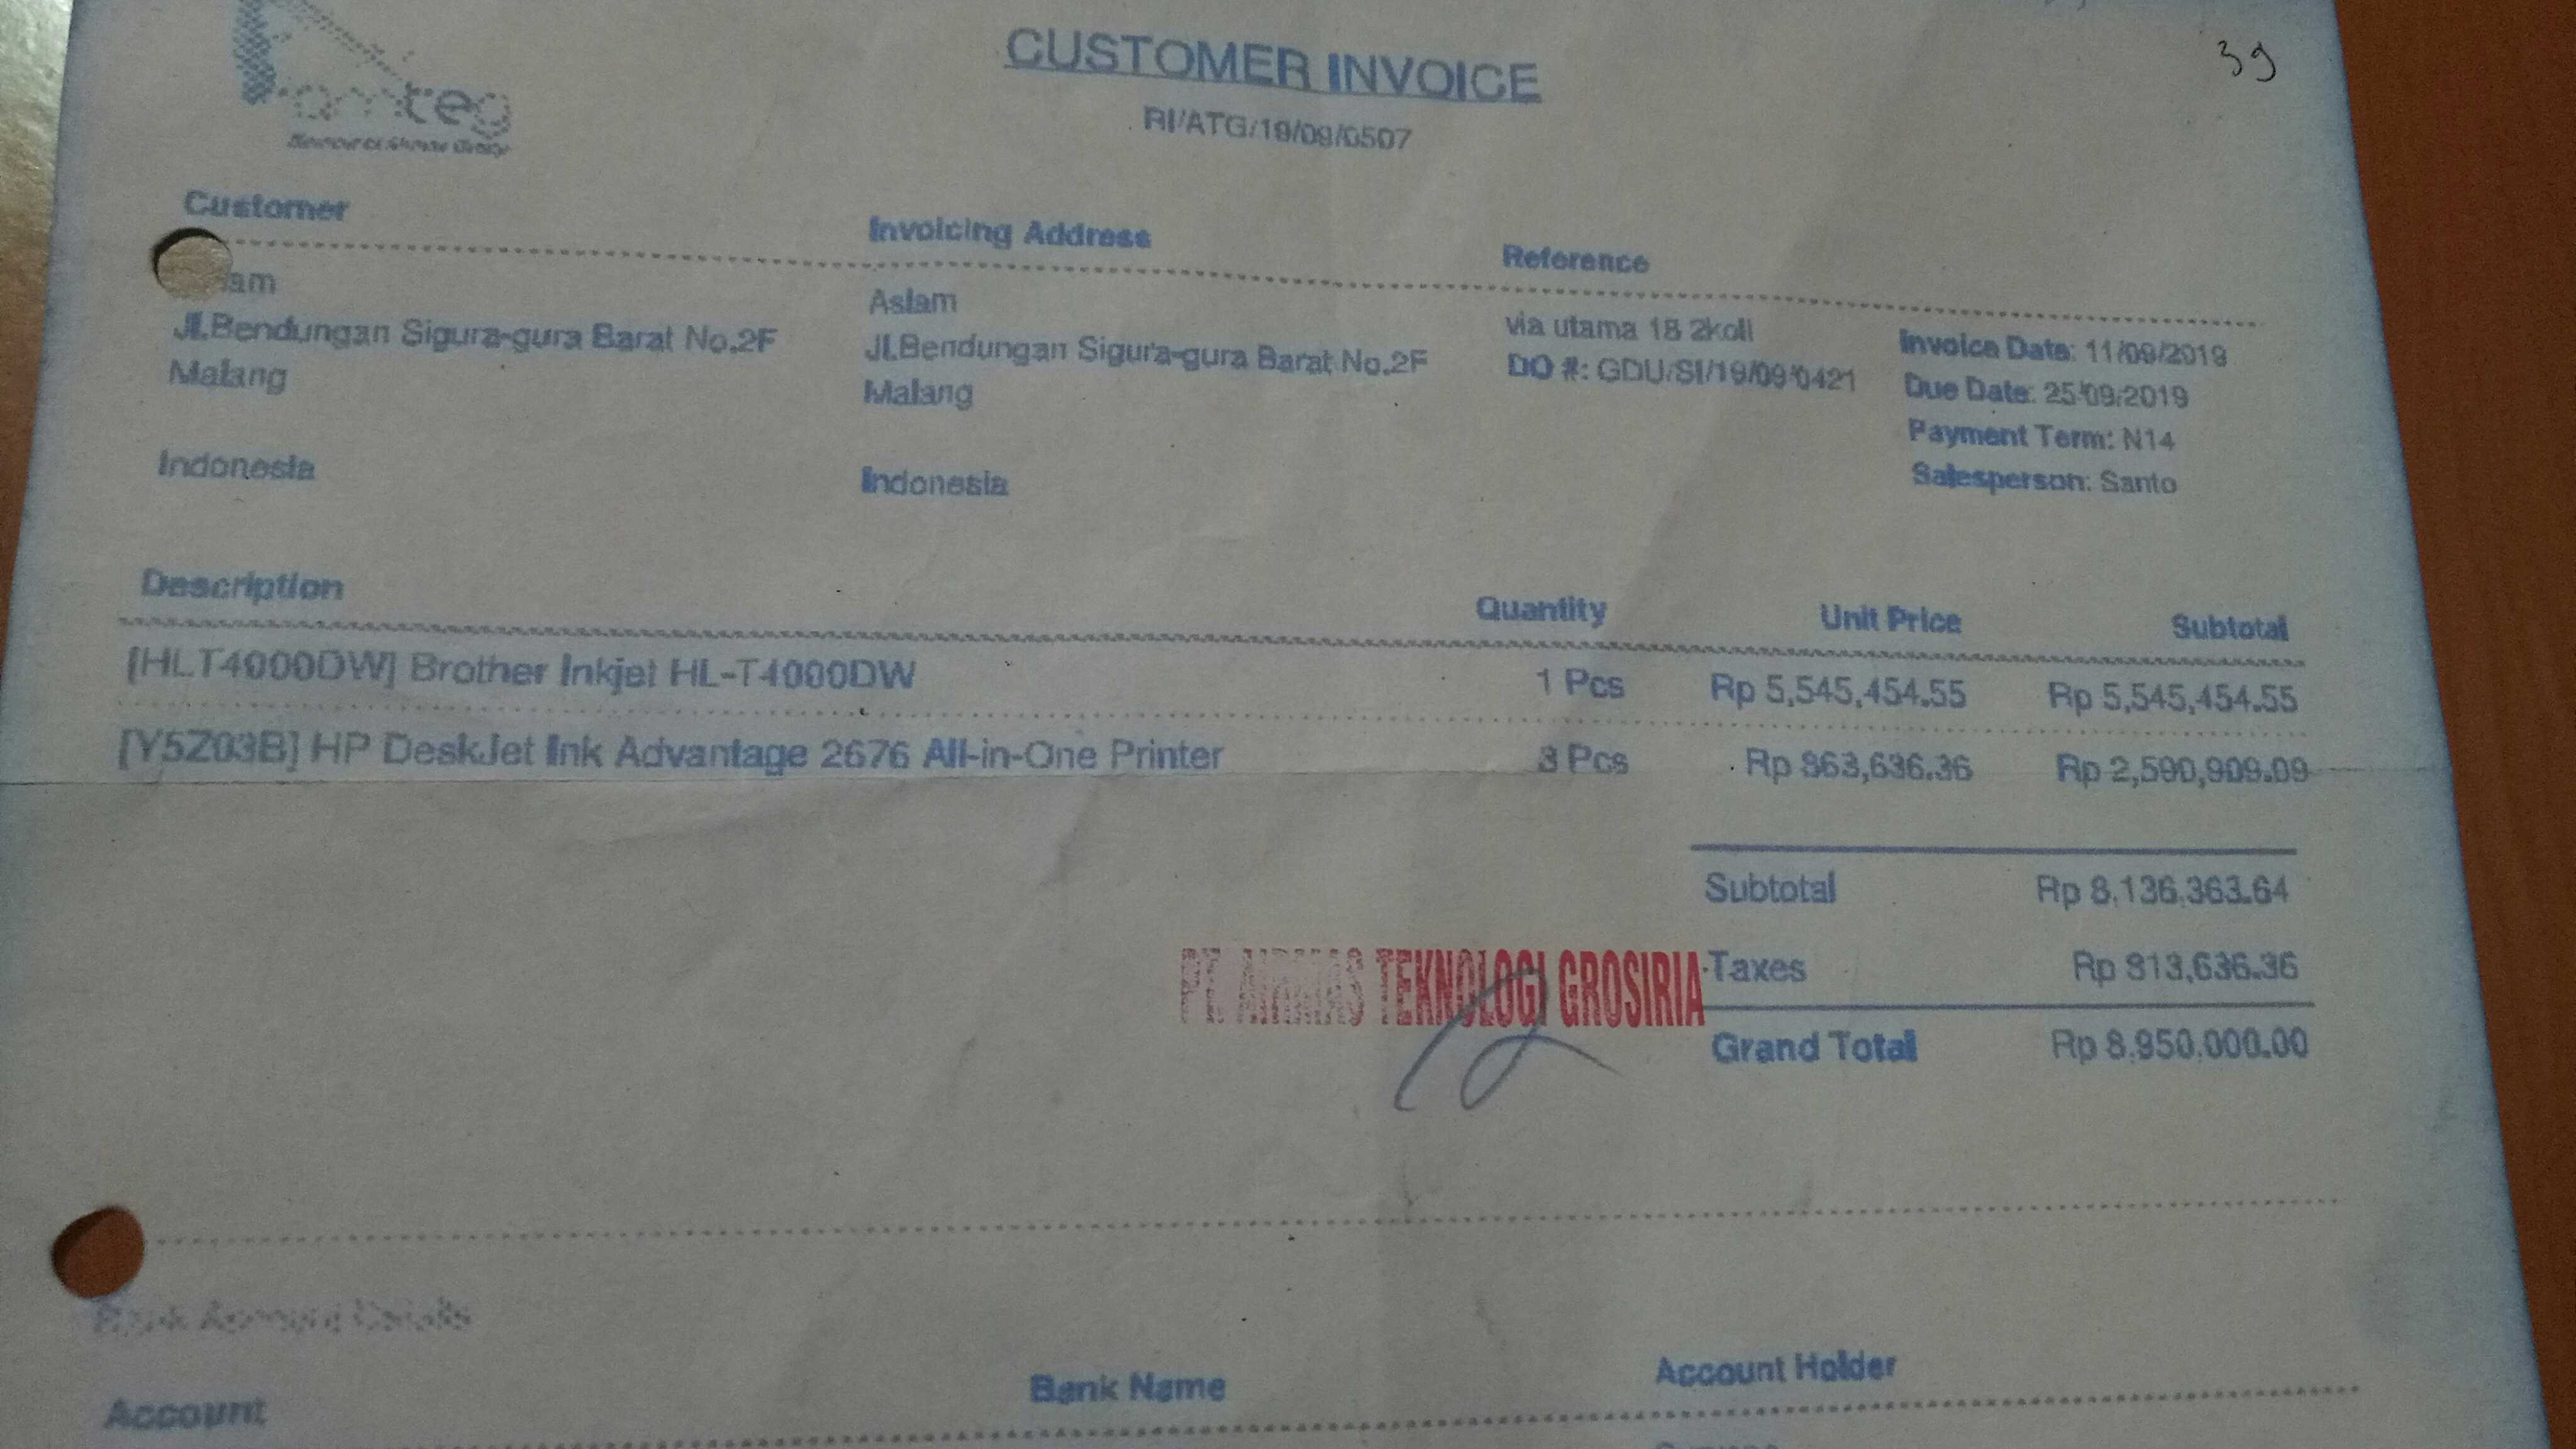 39
CUSTOMER INVOICE
RI/ATG/19/09/0507
Customer
Invoicing Address
Reference
am
Jl.Bendungan Sigura-gura Barat No.2F
Malang
Indonesia
Aslam
Jl.Bendungan Sigura-gura Barat No.2F
Malang
Indonesia
via utama 18 2koli
DO #: GDU/SI/19/09/0421
Invoice Date: 11/09/2019
Due Date: 25/09/2019
Payment Term: N14
Salesperson: Santo
Description Quantity Unit Price Subtotal
[HLT4000DW] Brother Inkjet HL-T4000DW 1 Pcs Rp 5,545,454.55 Rp 5,545,454.55
[Y5Z03B] HP DeskJet Ink Advantage 2676 All-in-One Printer 3 Pcs Rp 863,636.36 Rp 2,590,909.09
Subtotal Rp 8,136,363.64
PT TEKNOLOGI GROSIRIA
Taxes Rp 813,636.36
Grand Total Rp 8,950,000.00
Bank Account Details
Account Bank Name Account Holder